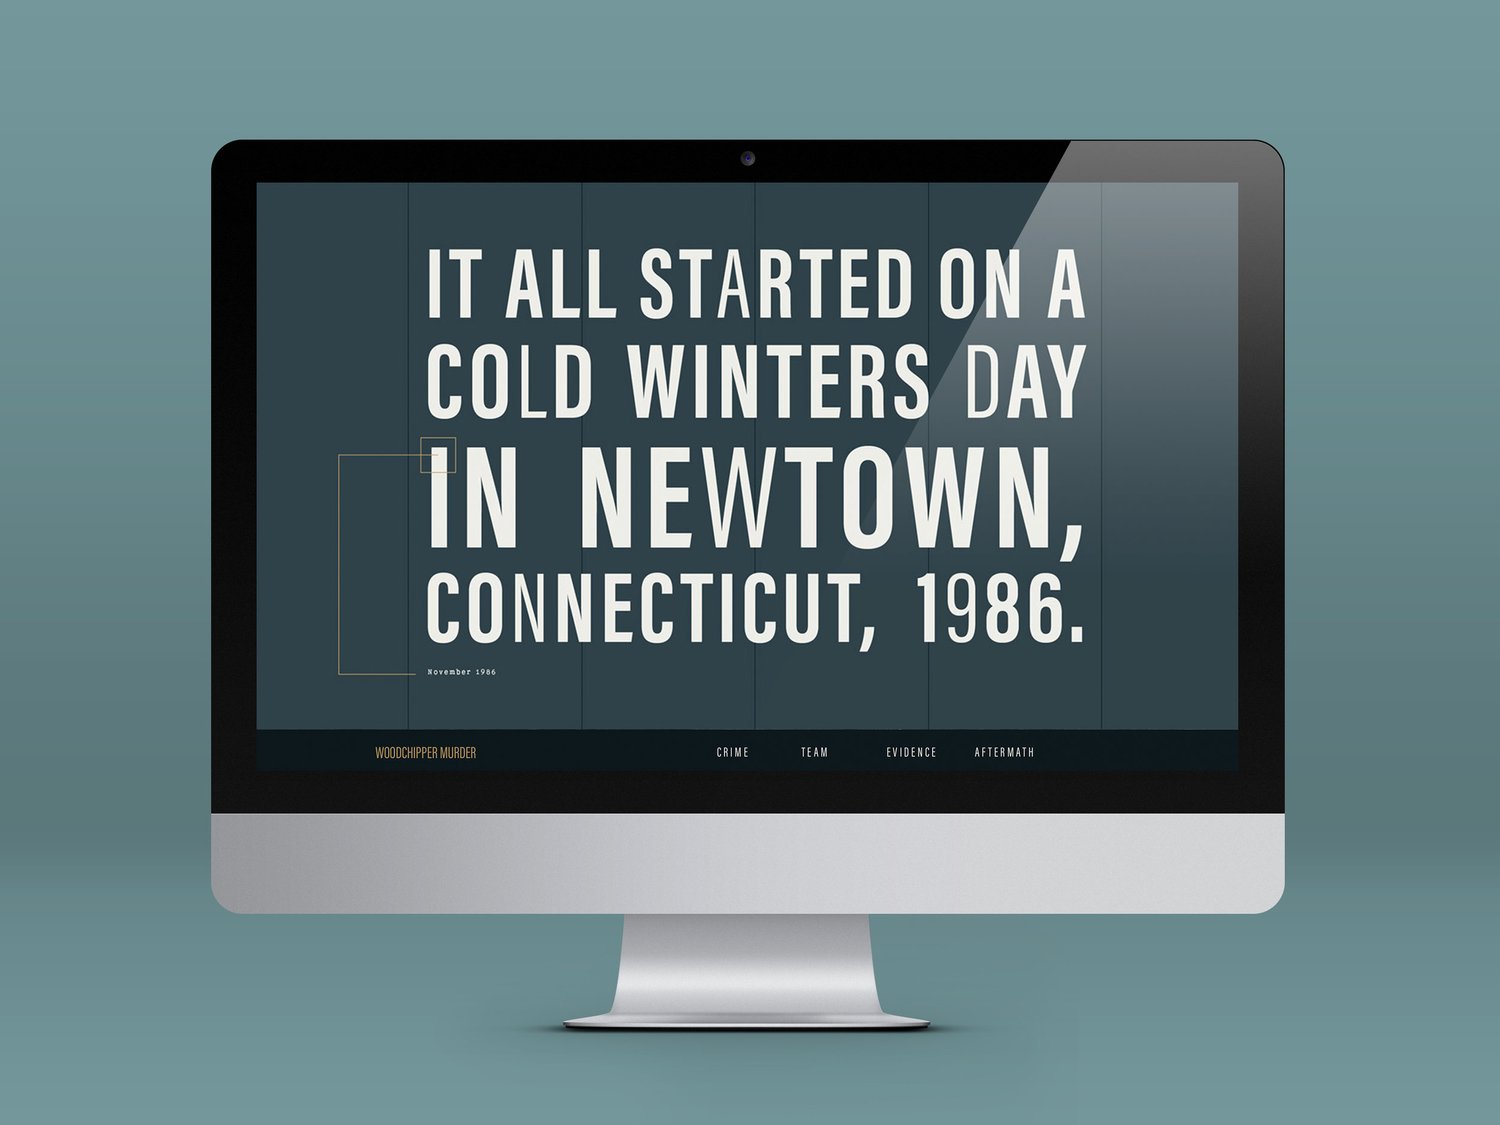 IT ALL STARTED ON A
COLD WINTERS DAY
IN NEWTOWN,
CONNECTICUT, 1986.
November 1986
WOODCHIPPER MURDER CRIME TEAM EVIDENCE AFTERMATH